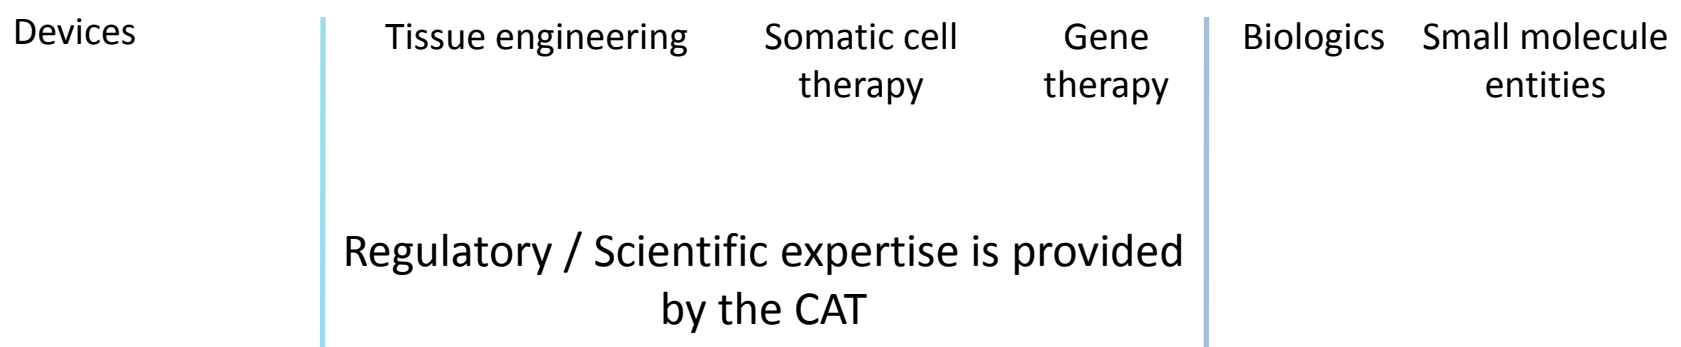 Devices
Tissue engineering
Somatic cell
therapy
Gene
therapy
Biologics
Small molecule
entities
Regulatory / Scientific expertise is provided
by the CAT